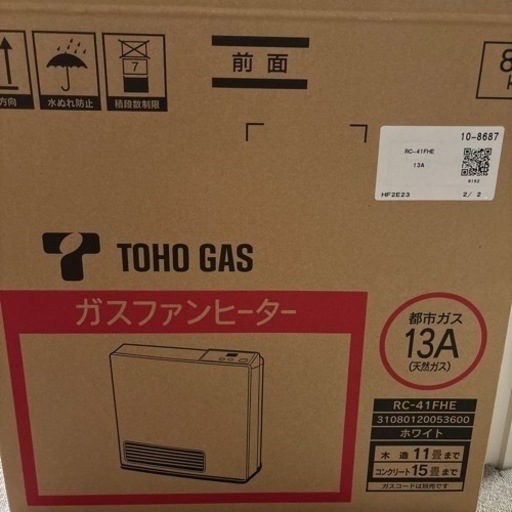 方向
水ぬれ防止
7
積段数制限
前面
8
k
10-8687
RC-41FHE
13A
HF2E23
2/ 2
TOHO GAS
ガスファンヒーター
都市ガス
13A
(天然ガス)
RC-41FHE
31080120053600
ホワイト
木造11畳まで
コンクリート15畳まで
ガスコードは別売です